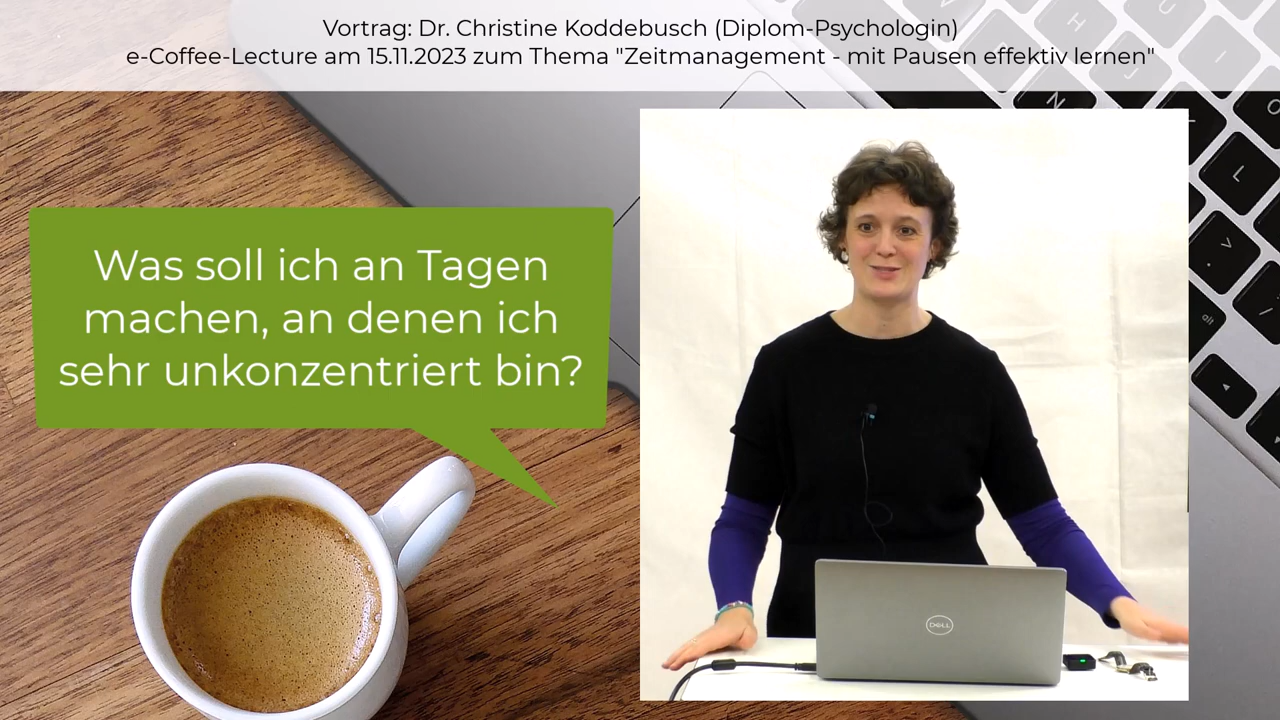 Vortrag: Dr. Christine Koddebusch (Diplom-Psychologin)
e-Coffee-Lecture am 15.11.2023 zum Thema "Zeitmanagement - mit Pausen effektiv lernen"
Was soll ich an Tagen
machen, an denen ich
sehr unkonzentriert bin?
DELL
H
U
I
N
O
L
alt